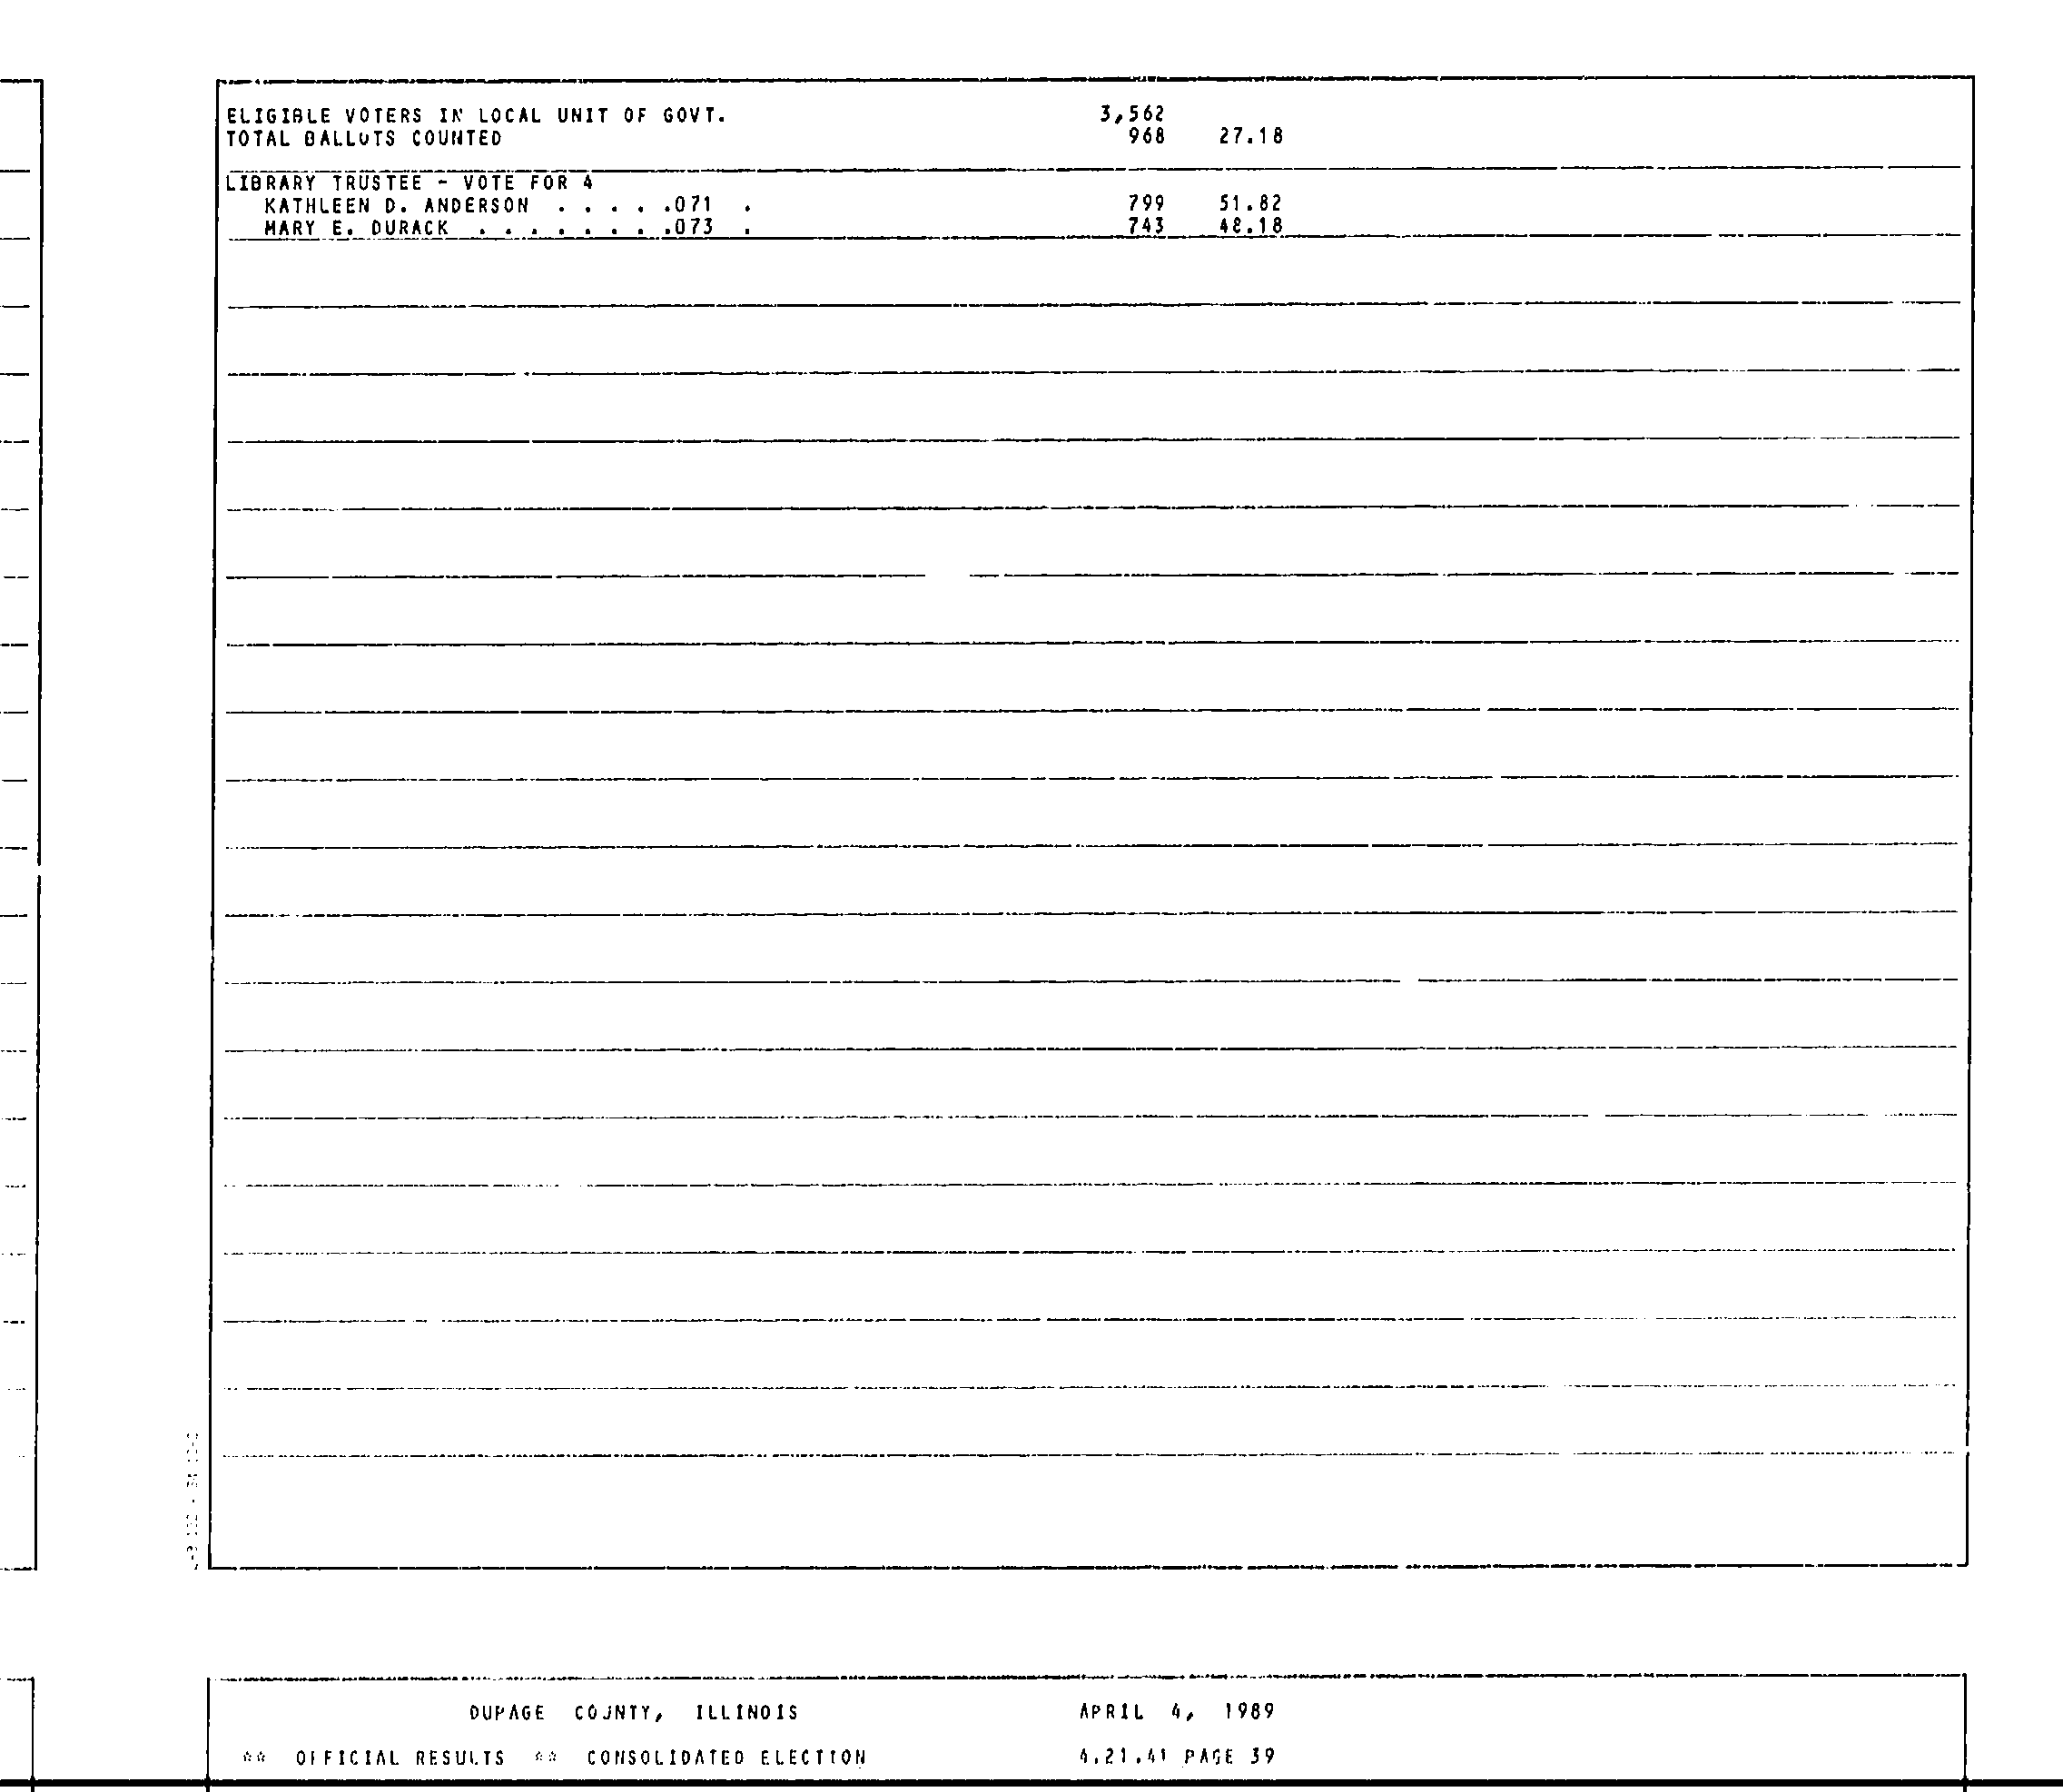 ELIGIBLE VOTERS IN LOCAL UNIT OF GOVT. 3,562
TOTAL BALLOTS COUNTED 968 27.18
LIBRARY TRUSTEE - VOTE FOR 4
KATHLEEN D. ANDERSON . . . . .071 . 799 51.82
MARY E. DURACK . . . . . . . .073 . 743 48.18
DUPAGE COUNTY, ILLINOIS APRIL 4, 1989
** OFFICIAL RESULTS ** CONSOLIDATED ELECTION 4.21.41 PAGE 39